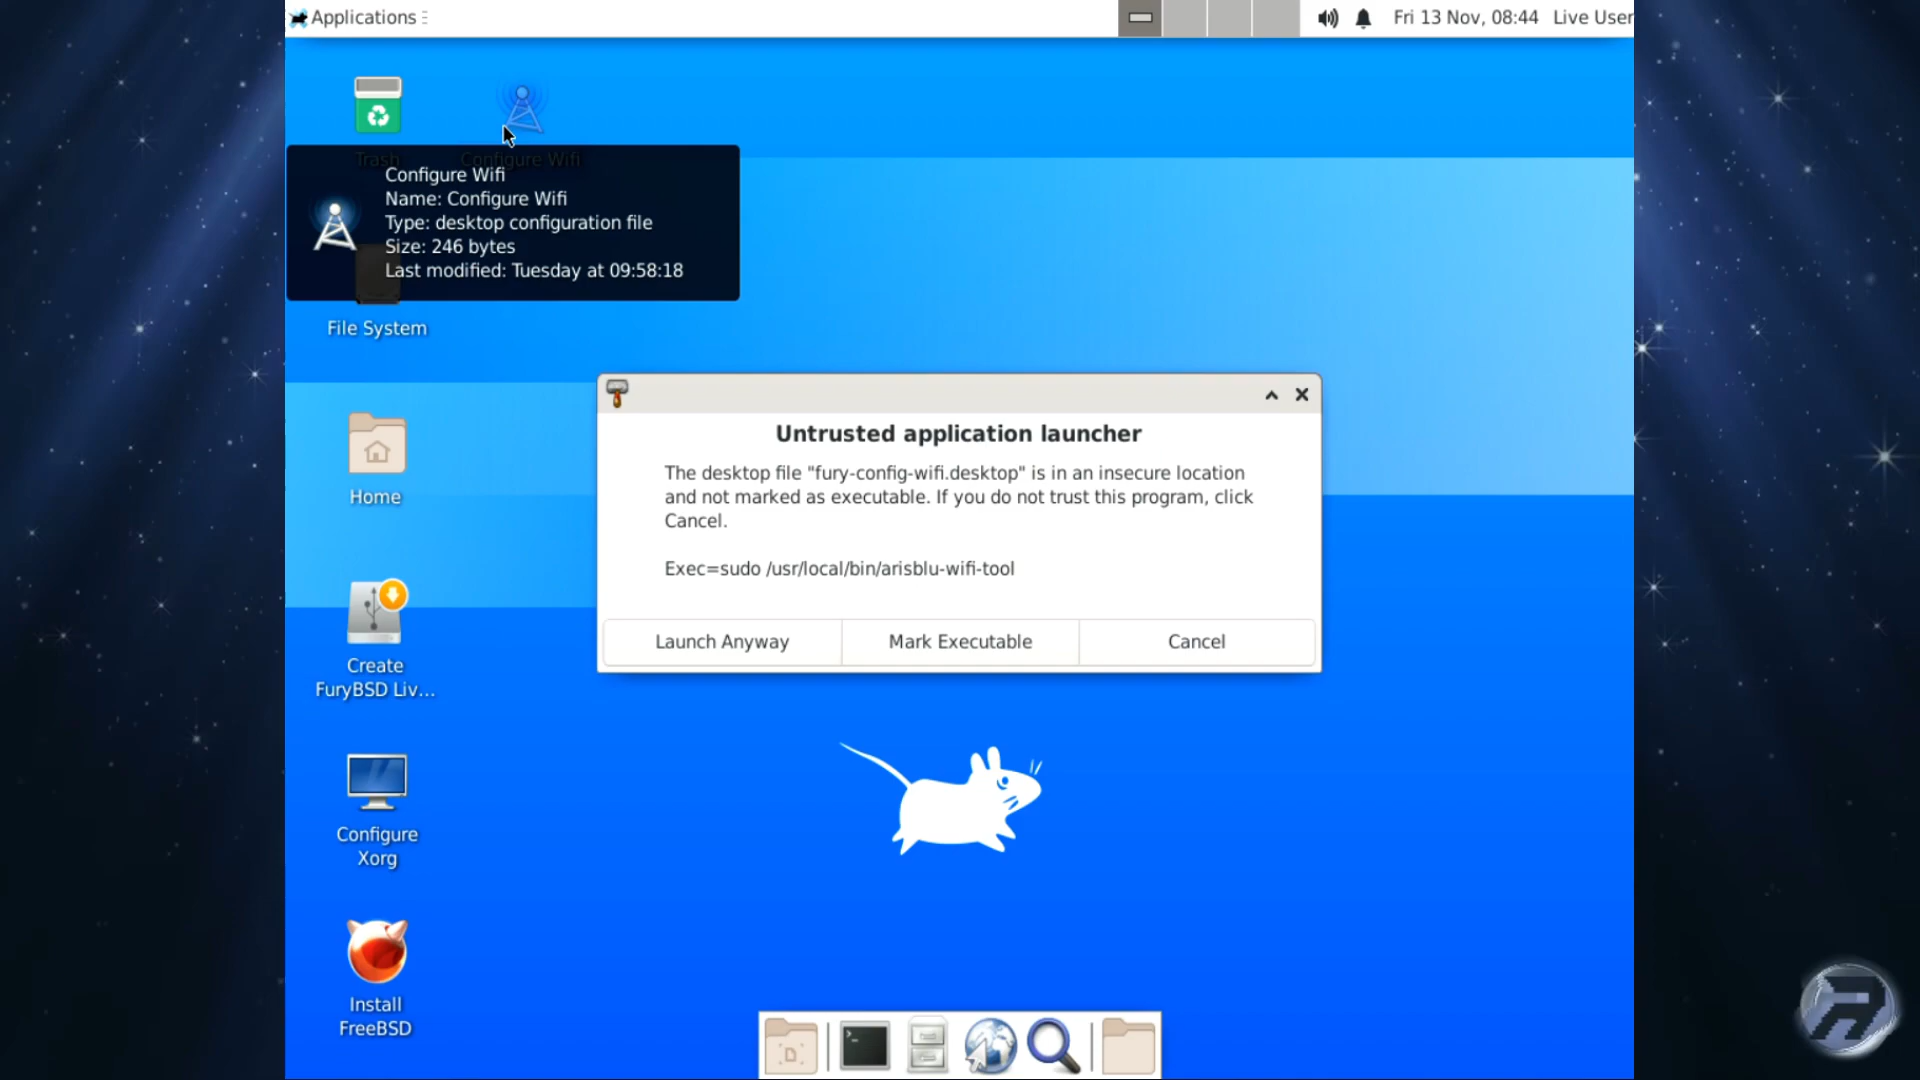 Applications
Fri 13 Nov, 08:44 Live User
Trash
Configure Wifi
Configure Wifi
Name: Configure Wifi
Type: desktop configuration file
Size: 246 bytes
Last modified: Tuesday at 09:58:18
File System
Home
Create
FuryBSD Liv...
Configure
Xorg
Install
FreeBSD
Untrusted application launcher
The desktop file "fury-config-wifi.desktop" is in an insecure location
and not marked as executable. If you do not trust this program, click
Cancel.
Exec=sudo /usr/local/bin/arisblu-wifi-tool
Launch Anyway
Mark Executable
Cancel
D